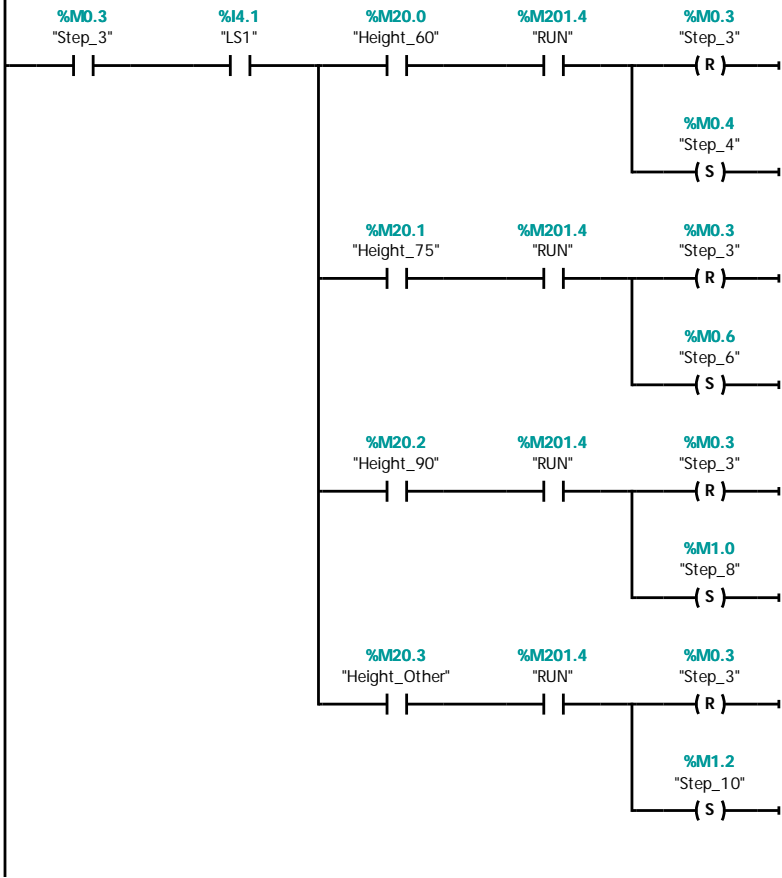 %M0.3 %I4.1 %M20.0 %M201.4 %M0.3
"Step_3" "LS1" "Height_60" "RUN" "Step_3"
R
%M0.4
"Step_4"
S
%M20.1 %M201.4 %M0.3
"Height_75" "RUN" "Step_3"
R
%M0.6
"Step_6"
S
%M20.2 %M201.4 %M0.3
"Height_90" "RUN" "Step_3"
R
%M1.0
"Step_8"
S
%M20.3 %M201.4 %M0.3
"Height_Other" "RUN" "Step_3"
R
%M1.2
"Step_10"
S